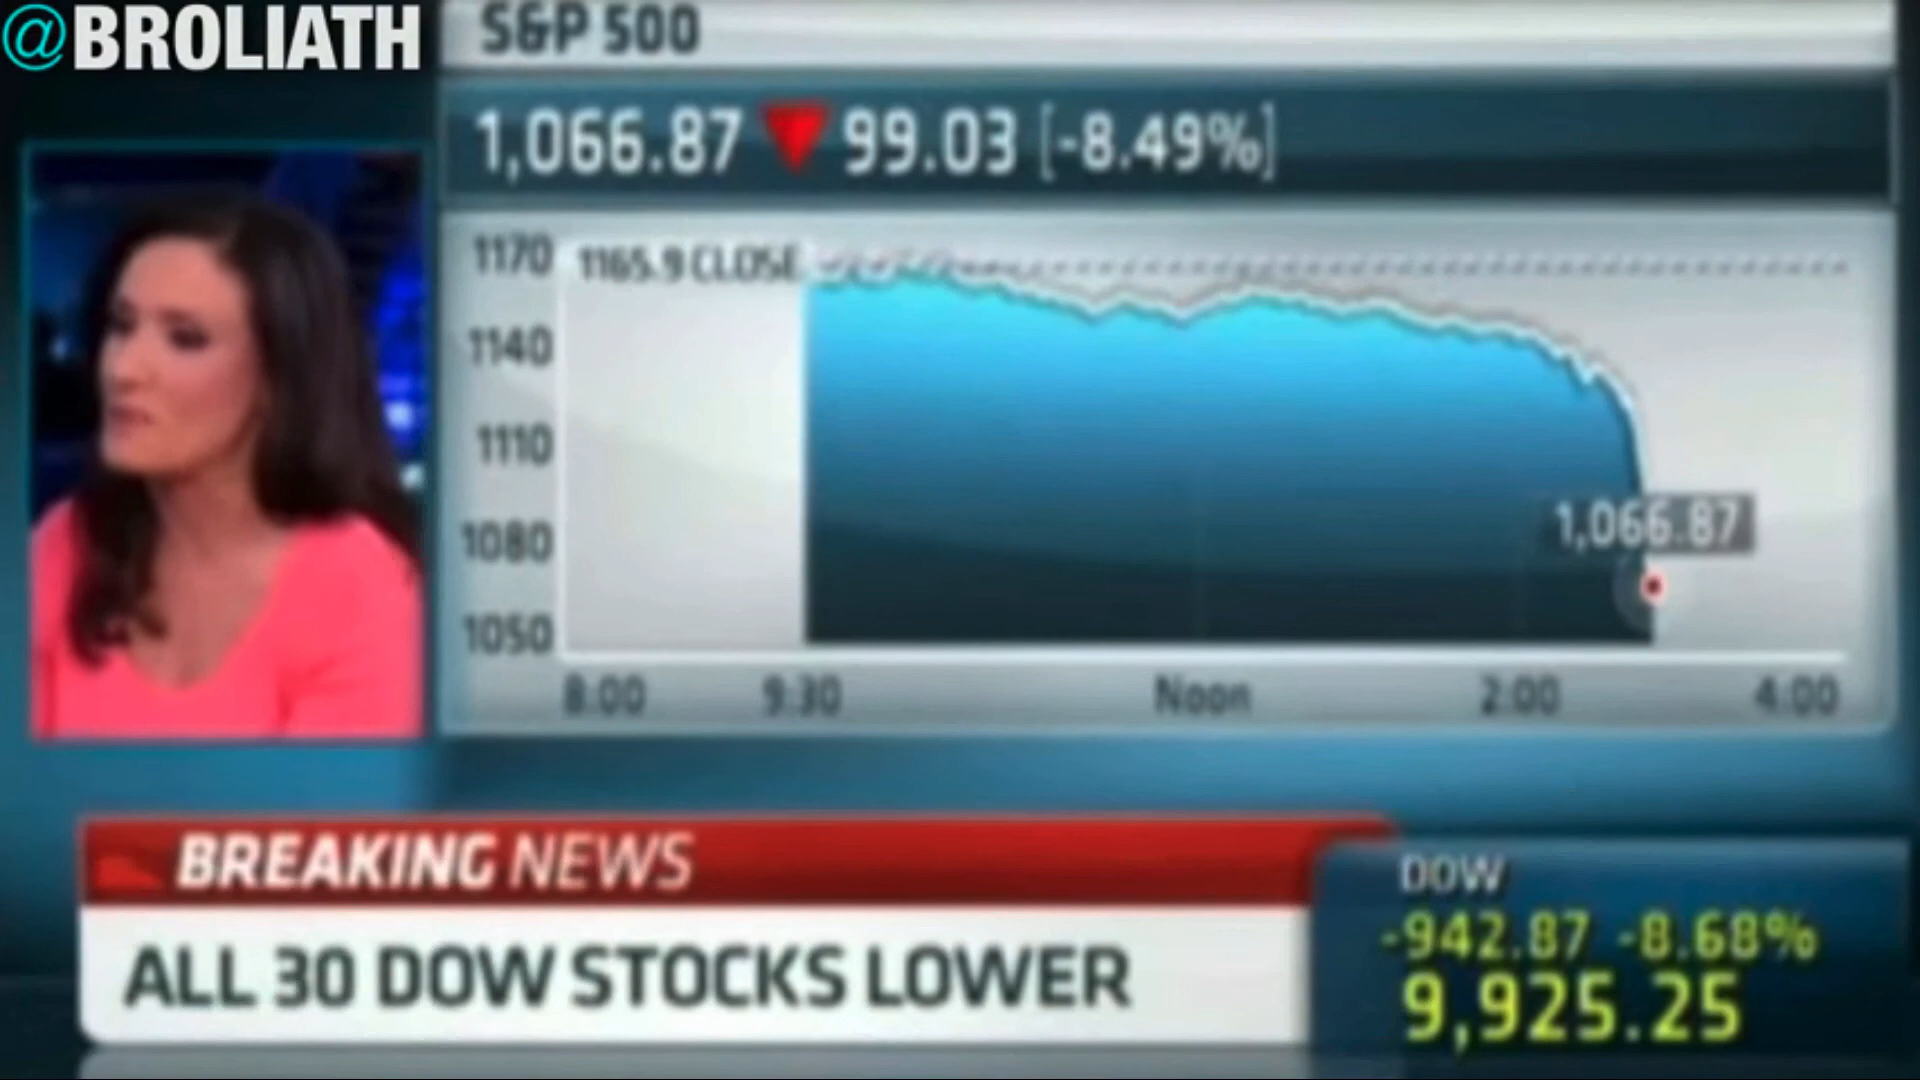 @BROLIATH
S&P 500
1,066.87 ▼ 99.03 [-8.49%]
1170
1165.9 CLOSE
1140
1110
1080
1,066.87
1050
8:00 9:30 Noon 2:00 4:00
BREAKING NEWS
ALL 30 DOW STOCKS LOWER
DOW
-942.87 -8.68%
9,925.25